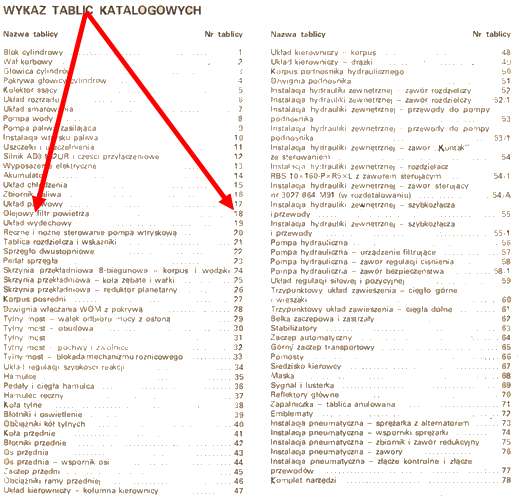 WYKAZ TABLIC KATALOGOWYCH
Nazwa tablicy Nr tablicy
Blok cylindrowy 1
Wał korbowy 2
Głowica cylindrów 3
Pokrywa głowicy cylindrów 4
Kolektor ssący 5
Układ rozrządu 6
Układ smarowania 7
Pompa wody 8
Pompa paliwa zasilająca 9
Instalacja wtrysku paliwa 10
Uszczelki i uszczelnienia 11
Silnik AD3.152UR i części przyłączeniowe 12
Wyposażenie elektryczne 13
Akumulator 14
Układ chłodzenia 15
Zbiornik paliwa 16
Układ paliwowy 17
Olejowy filtr powietrza 18
Układ wydechowy 19
Ręczne i nożne sterowanie pompą wtryskową 20
Tablica rozdzielcza i wskaźniki 21
Sprzęgło dwustopniowe 22
Pedał sprzęgła 23
Skrzynia przekładniowa 8-biegunowa – korpus i wodziki 24
Skrzynia przekładniowa – koła zębate i wałki 25
Skrzynia przekładniowa – reduktor planetarny 26
Korpus pośredni 27
Dźwignia włączania WOM z pokrywą 28
Tylny most – wałek odbioru mocy z osłoną 29
Tylny most – obudowa 30
Tylny most 31
Tylny most – pochwy i zwolnice 32
Tylny most – blokada mechanizmu różnicowego 33
Układ regulacji szybkości reakcji 34
Hamulce 35
Pedały i cięgła hamulca 36
Hamulec ręczny 37
Koła tylne 38
Błotniki i oświetlenie 39
Obciążniki kół tylnych 40
Koła przednie 41
Błotniki przednie 42
Oś przednia 43
Oś przednia – wspornik osi 44
Zaczep przedni 45
Obciążniki ramy przedniej 46
Układ kierowniczy – kolumna kierownicy 47
Nazwa tablicy Nr tablicy
Układ kierowniczy – korpus 48
Układ kierowniczy – drążki 49
Korpus podnośnika hydraulicznego 50
Dźwignia podnośnika 51
Instalacja hydrauliki zewnętrznej – zawór rozdzielczy 52
Instalacja hydrauliki zewnętrznej – zawór rozdzielczy 52/1
Instalacja hydrauliki zewnętrznej – przewody do pompy
podnośnika 53
Instalacja hydrauliki zewnętrznej – przewody do pompy
podnośnika 53/1
Instalacja hydrauliki zewnętrznej – zawór „Kontakt”
ze sterowaniem 54
Instalacja hydrauliki zewnętrznej – rozdzielacz
RBS 10×160-P×R6×L z zaworem sterującym 54-1
Instalacja hydrauliki zewnętrznej – zawór sterujący
nr 3027 864 M91 (w rozdetalowaniu) 54-A
Instalacja hydrauliki zewnętrznej – szybkozłącza
i przewody 55
Instalacja hydrauliki zewnętrznej – szybkozłącza
i przewody 55-1
Pompa hydrauliczna 56
Pompa hydrauliczna – urządzenie filtrujące 57
Pompa hydrauliczna – zawór regulacji ciśnienia 58
Pompa hydrauliczna – zawór bezpieczeństwa 58-1
Układ regulacji siłowej i pozycyjnej 59
Trzypunktowy układ zawieszenia – cięgło górne
i wieszaki 60
Trzypunktowy układ zawieszenia – cięgła dolne 61
Belka zaczepowa i zastrzały 62
Stabilizatory 63
Zaczep automatyczny 64
Górny zaczep transportowy 65
Pomosty 66
Siedzisko kierowcy 67
Maska 68
Sygnał i lusterka 69
Reflektory główne 70
Zapalniczka – tablica anulowana 71
Emblematy 72
Instalacja pneumatyczna – sprężarka z alternatorem 73
Instalacja pneumatyczna – wsporniki sprężarki 74
Instalacja pneumatyczna – zbiornik i zawór redukcyjny 75
Instalacja pneumatyczna – zawory 76
Instalacja pneumatyczna – złącze kontrolne i złącze
przewodów 77
Komplet narzędzi 78